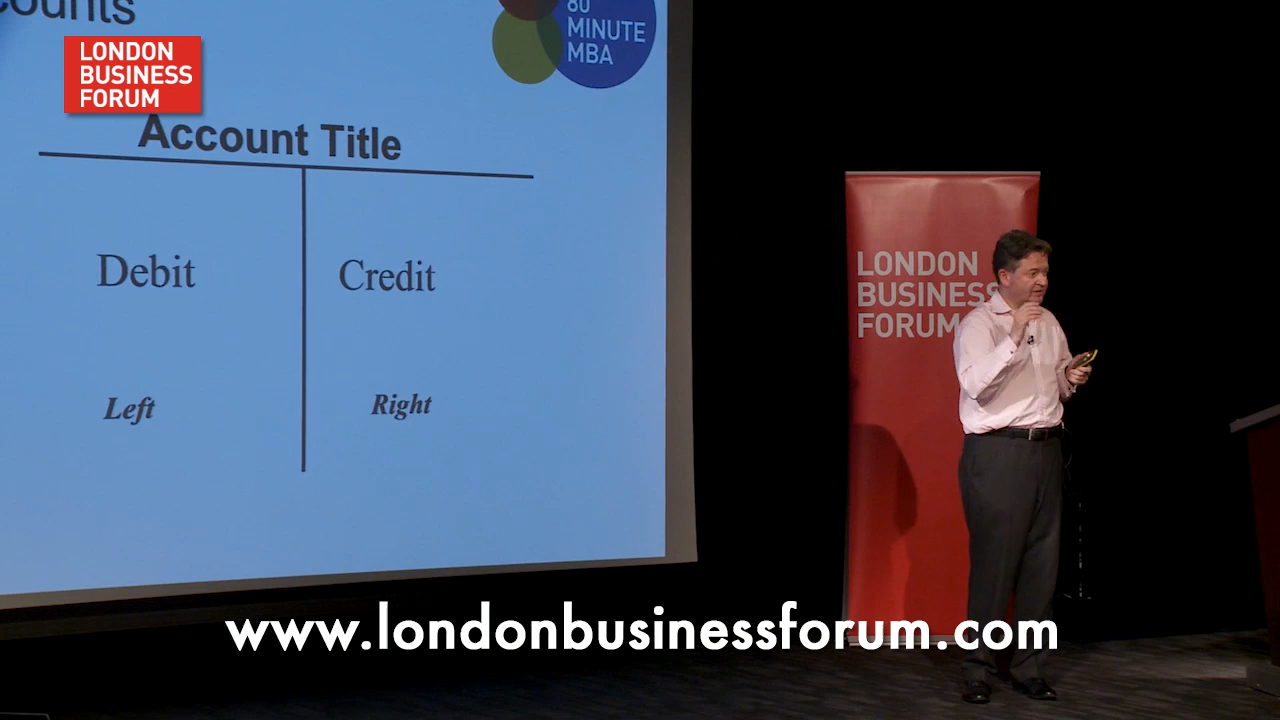 80
MINUTE
MBA
LONDON
BUSINESS
FORUM
Account Title
Debit
Credit
Left
Right
LONDON
BUSINESS
FORUM
www.londonbusinessforum.com